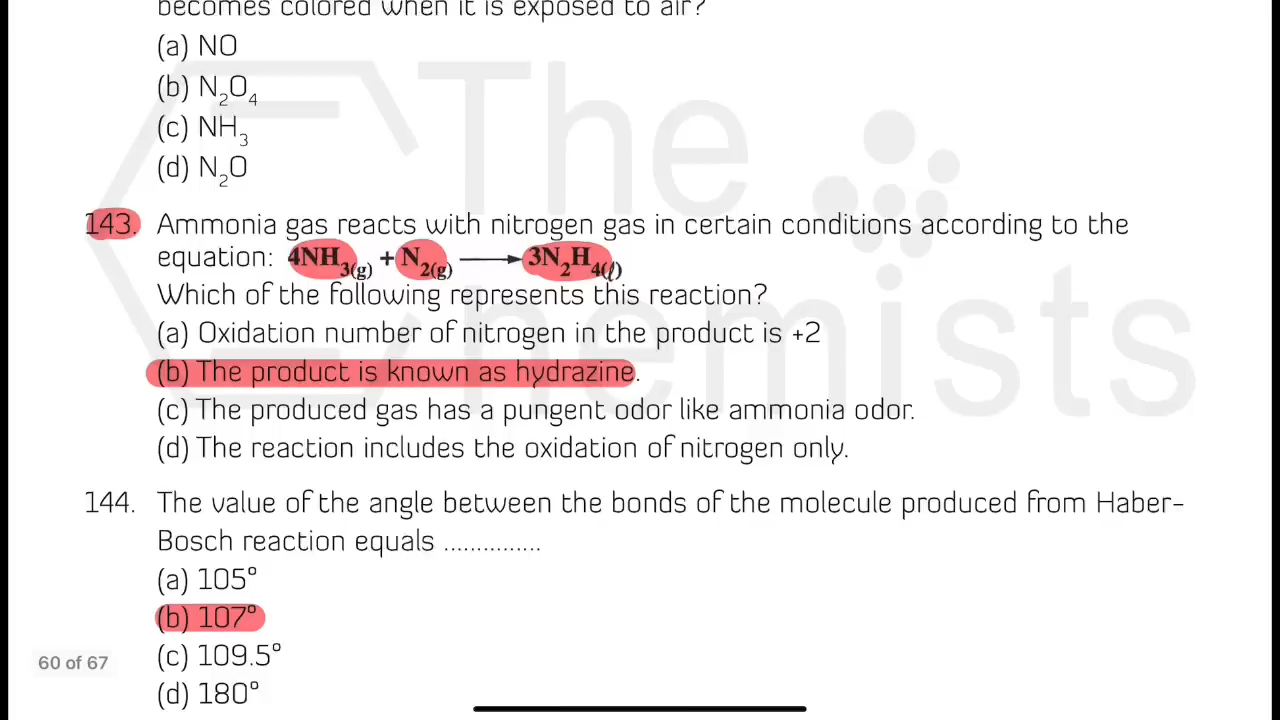 becomes colored when it is exposed to air?
(a) NO
(b) N₂O₄
(c) NH₃
(d) N₂O
143. Ammonia gas reacts with nitrogen gas in certain conditions according to the
equation: 4NH₃(g) + N₂(g) ⟶ 3N₂H₄(ℓ)
Which of the following represents this reaction?
(a) Oxidation number of nitrogen in the product is +2
(b) The product is known as hydrazine.
(c) The produced gas has a pungent odor like ammonia odor.
(d) The reaction includes the oxidation of nitrogen only.
144. The value of the angle between the bonds of the molecule produced from Haber-
Bosch reaction equals ...............
(a) 105°
(b) 107°
(c) 109.5°
(d) 180°
60 of 67
The
Chemists